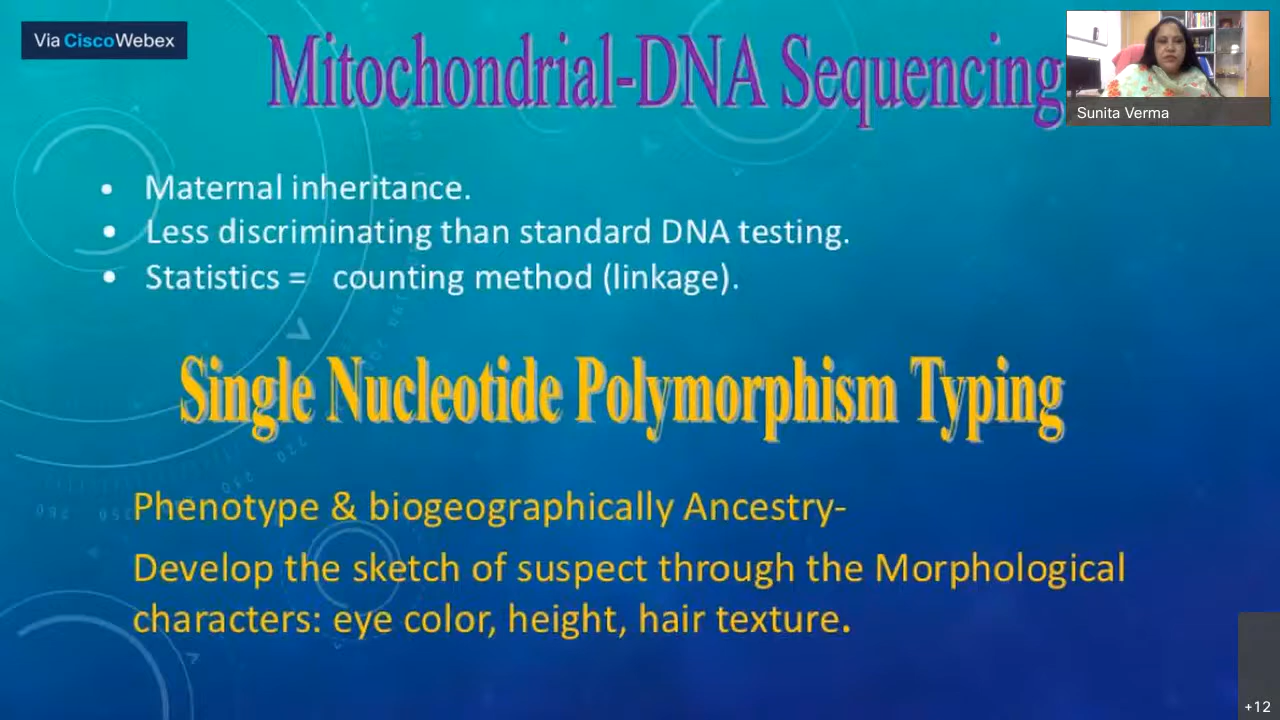 Via CiscoWebex
Mitochondrial-DNA Sequencing
Sunita Verma
• Maternal inheritance.
• Less discriminating than standard DNA testing.
• Statistics = counting method (linkage).
Single Nucleotide Polymorphism Typing
Phenotype & biogeographically Ancestry-
Develop the sketch of suspect through the Morphological
characters: eye color, height, hair texture.
+12